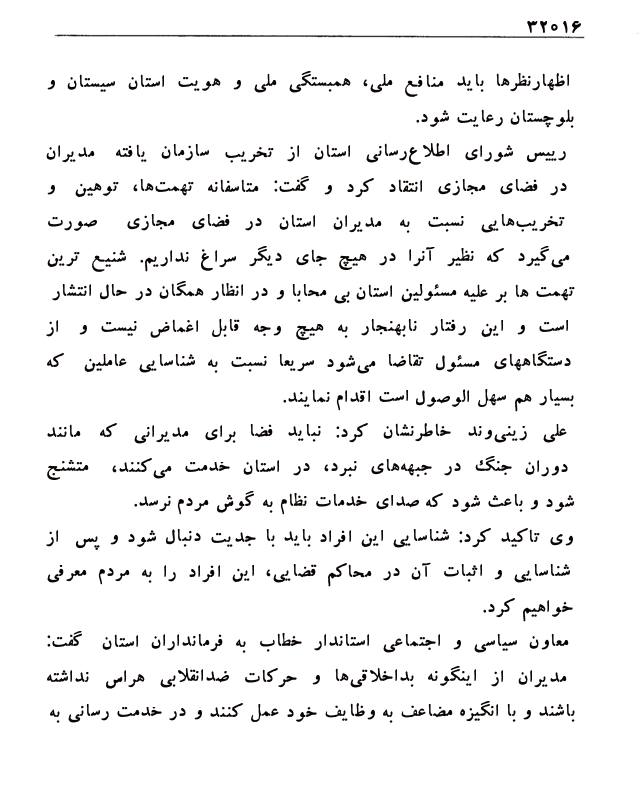 ۳۲۰۱۶
اظهارنظرها باید منافع ملی، همبستگی ملی و هویت استان سیستان و
بلوچستان رعایت شود.
رییس شورای اطلاع‌رسانی استان از تخریب سازمان یافته مدیران
در فضای مجازی انتقاد کرد و گفت: متاسفانه تهمت‌ها، توهین و
تخریب‌هایی نسبت به مدیران استان در فضای مجازی صورت
می‌گیرد که نظیر آنرا در هیچ جای دیگر سراغ نداریم. شنیع ترین
تهمت ها بر علیه مسئولین استان بی محابا و در انظار همگان در حال انتشار
است و این رفتار نابهنجار به هیچ وجه قابل اغماض نیست و از
دستگاههای مسئول تقاضا می‌شود سریعا نسبت به شناسایی عاملین که
بسیار هم سهل الوصول است اقدام نمایند.
علی زینی‌وند خاطرنشان کرد: نباید فضا برای مدیرانی که مانند
دوران جنگ در جبهه‌های نبرد، در استان خدمت می‌کنند، متشنج
شود و باعث شود که صدای خدمات نظام به گوش مردم نرسد.
وی تاکید کرد: شناسایی این افراد باید با جدیت دنبال شود و پس از
شناسایی و اثبات آن در محاکم قضایی، این افراد را به مردم معرفی
خواهیم کرد.
معاون سیاسی و اجتماعی استاندار خطاب به فرمانداران استان گفت:
مدیران از اینگونه بداخلاقی‌ها و حرکات ضدانقلابی هراس نداشته
باشند و با انگیزه مضاعف به وظایف خود عمل کنند و در خدمت رسانی به